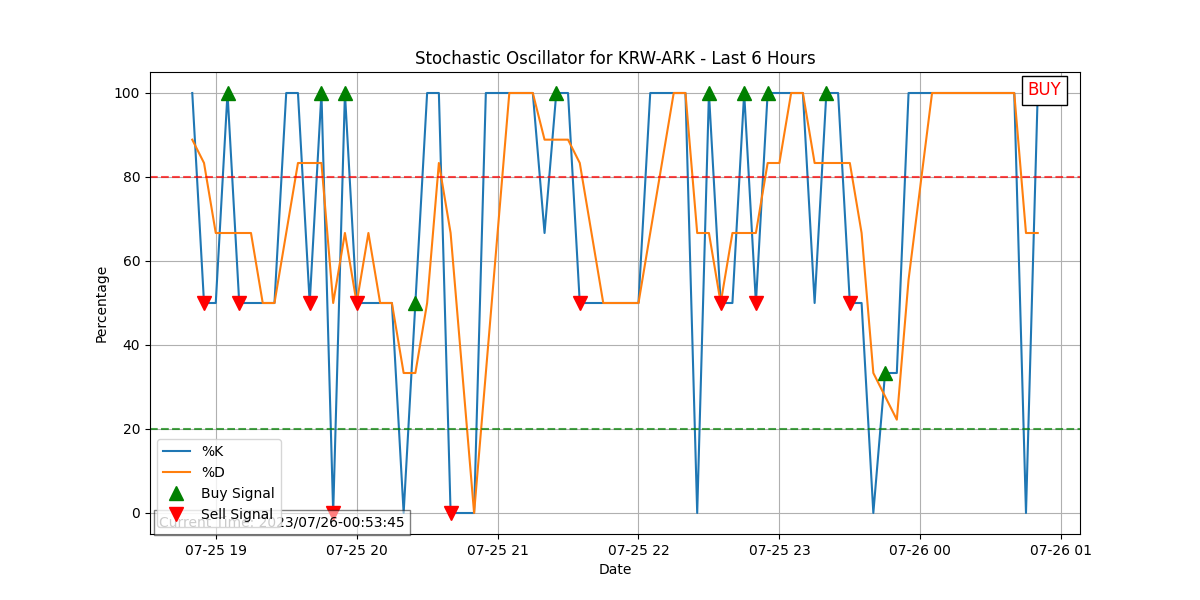 Stochastic Oscillator for KRW-ARK - Last 6 Hours
BUY
100
80
60
40
20
0
Percentage
%K
%D
Buy Signal
Sell Signal
Current Time: 2023/07/26-00:53:45
07-25 19
07-25 20
07-25 21
07-25 22
07-25 23
07-26 00
07-26 01
Date